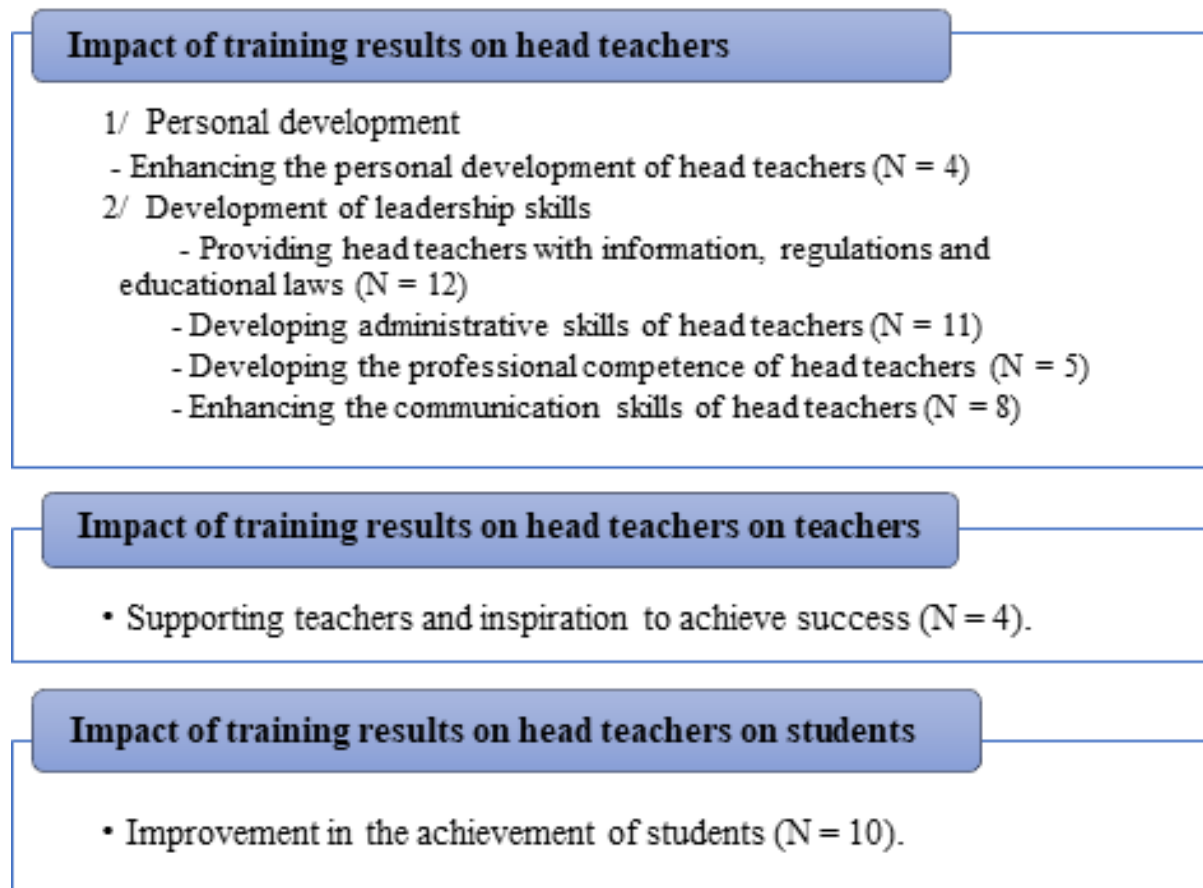 Impact of training results on head teachers
1/ Personal development
- Enhancing the personal development of head teachers (N = 4)
2/ Development of leadership skills
- Providing head teachers with information, regulations and
educational laws (N = 12)
- Developing administrative skills of head teachers (N = 11)
- Developing the professional competence of head teachers (N = 5)
- Enhancing the communication skills of head teachers (N = 8)
Impact of training results on head teachers on teachers
• Supporting teachers and inspiration to achieve success (N = 4).
Impact of training results on head teachers on students
• Improvement in the achievement of students (N = 10).